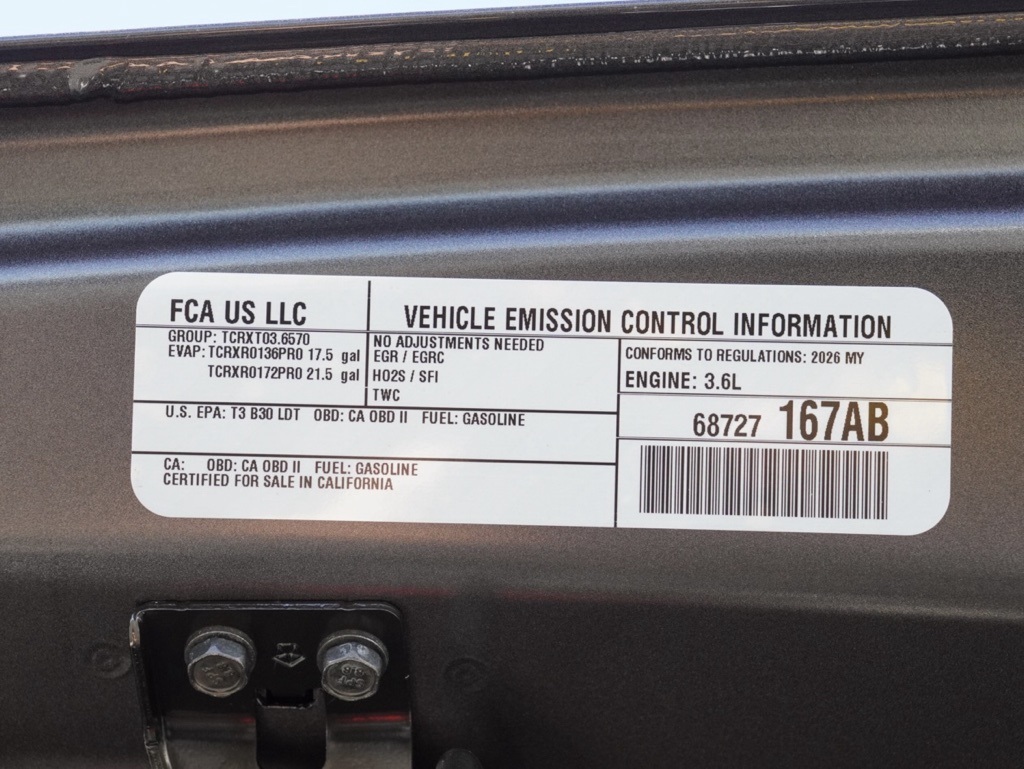 FCA US LLC
VEHICLE EMISSION CONTROL INFORMATION
GROUP: TCRXT03.6570
EVAP: TCRXR0136PR0 17.5 gal
TCRXR0172PR0 21.5 gal
NO ADJUSTMENTS NEEDED
EGR / EGRC
HO2S / SFI
TWC
CONFORMS TO REGULATIONS: 2026 MY
ENGINE: 3.6L
68727 167AB
U.S. EPA: T3 B30 LDT OBD: CA OBD II FUEL: GASOLINE
CA: OBD: CA OBD II FUEL: GASOLINE
CERTIFIED FOR SALE IN CALIFORNIA